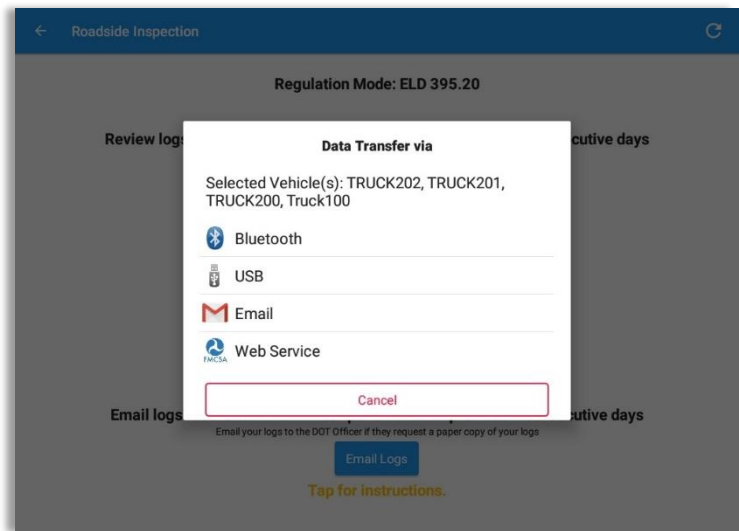 Roadside Inspection
Regulation Mode: ELD 395.20
Review logs
cutive days
Data Transfer via
Selected Vehicle(s): TRUCK202, TRUCK201,
TRUCK200, Truck100
Bluetooth
USB
Email
FMCSA
Web Service
Cancel
Email logs
cutive days
Email your logs to the DOT Officer if they request a paper copy of your logs
Email Logs
Tap for instructions.